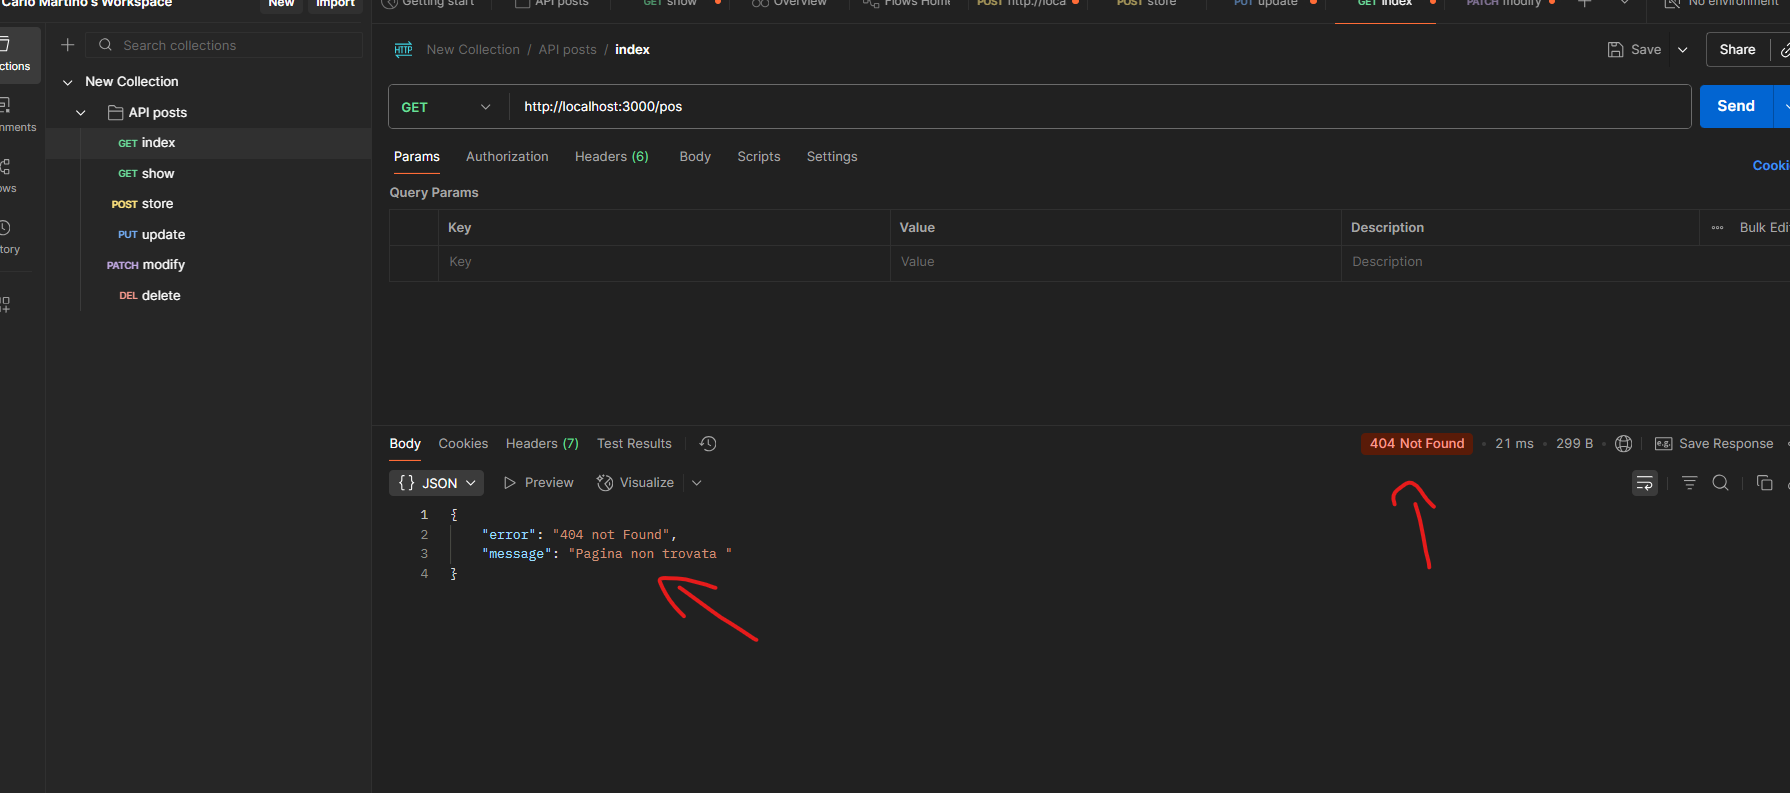 Carlo Martino's Workspace
New
Import
Getting start
API posts
GET show
Overview
Flows Home
POST http://loca
POST store
PUT update
GET index
PATCH modify
No environment
Search collections
New Collection
API posts
GET index
GET show
POST store
PUT update
PATCH modify
DEL delete
ctions
nments
ows
tory
HTTP New Collection / API posts / index
Save
Share
GET
http://localhost:3000/pos
Send
Params Authorization Headers (6) Body Scripts Settings
Cooki
Query Params
Key Value Description Bulk Edi
Key Value Description
Body Cookies Headers (7) Test Results
404 Not Found • 21 ms • 299 B
e.g. Save Response
{} JSON Preview Visualize
1 {
2 "error": "404 not Found",
3 "message": "Pagina non trovata "
4 }